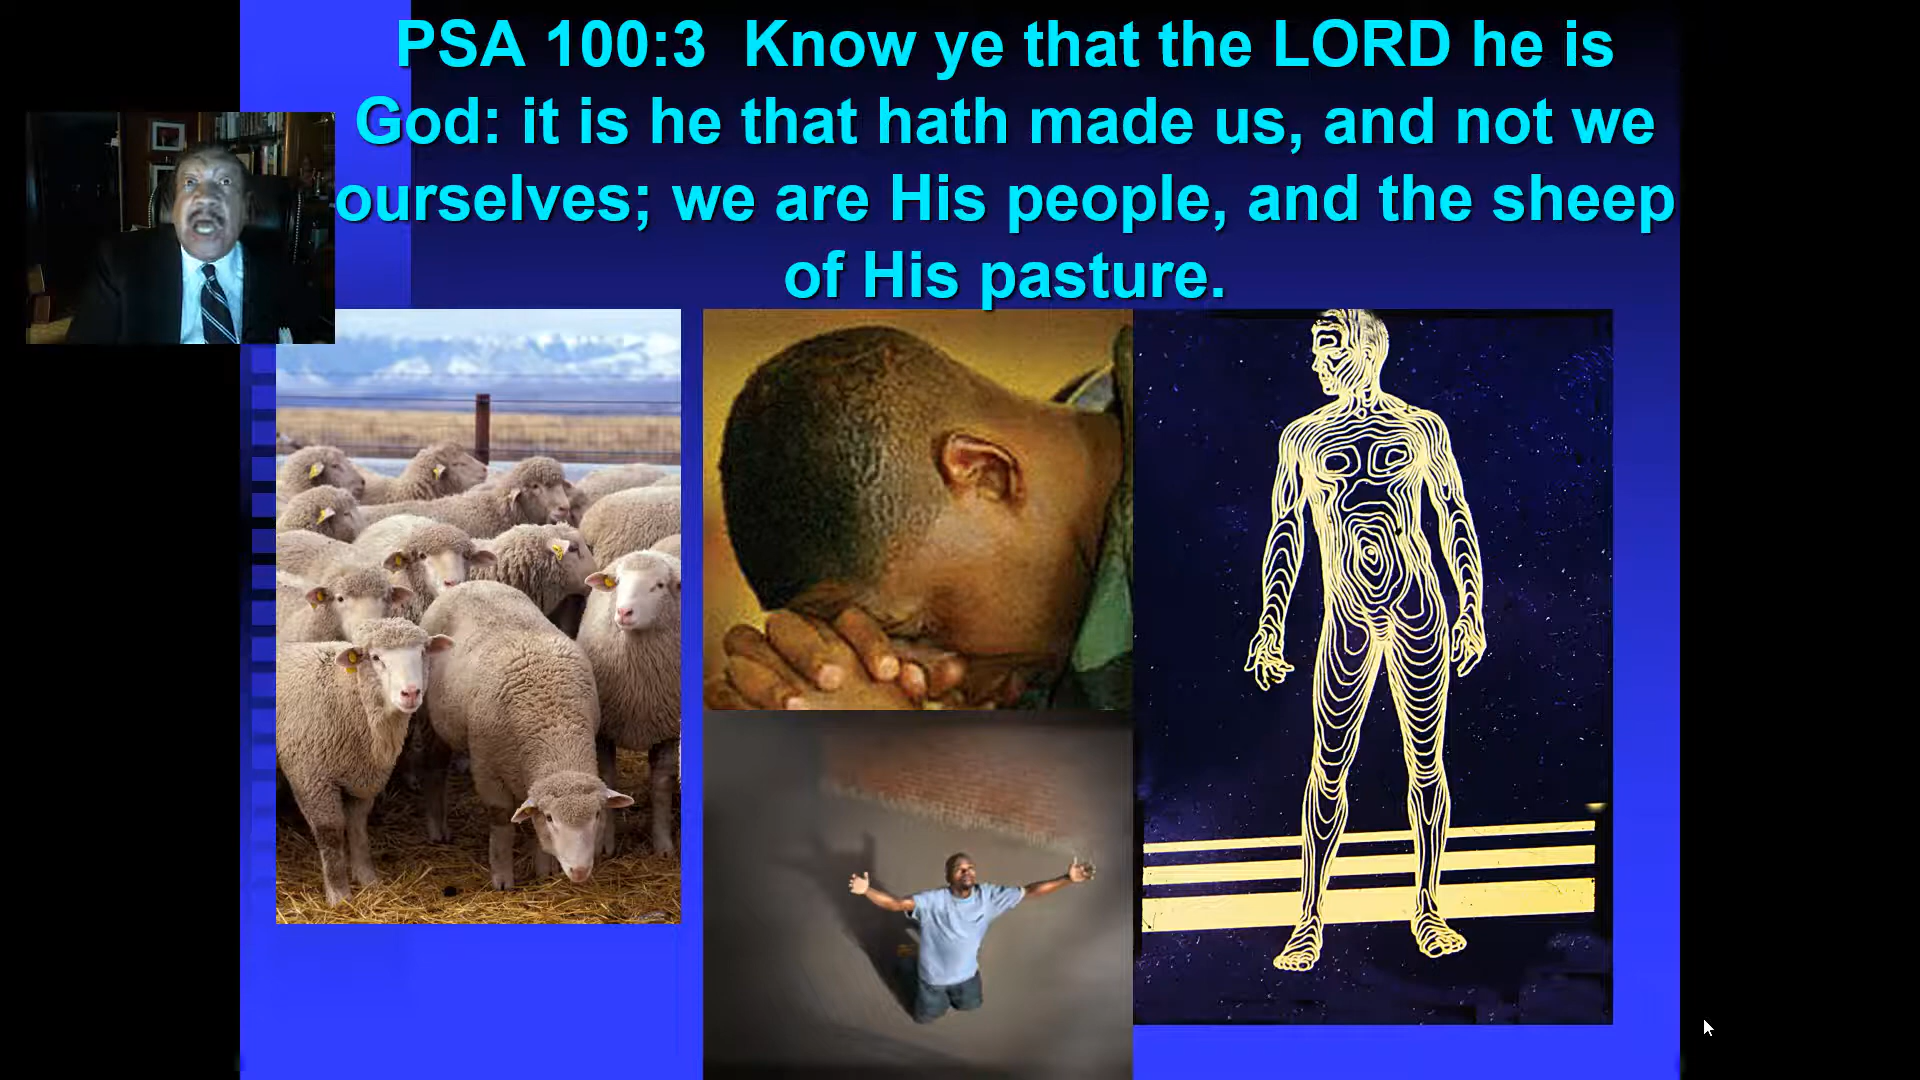 PSA 100:3  Know ye that the LORD he is
God: it is he that hath made us, and not we
ourselves; we are His people, and the sheep
of His pasture.